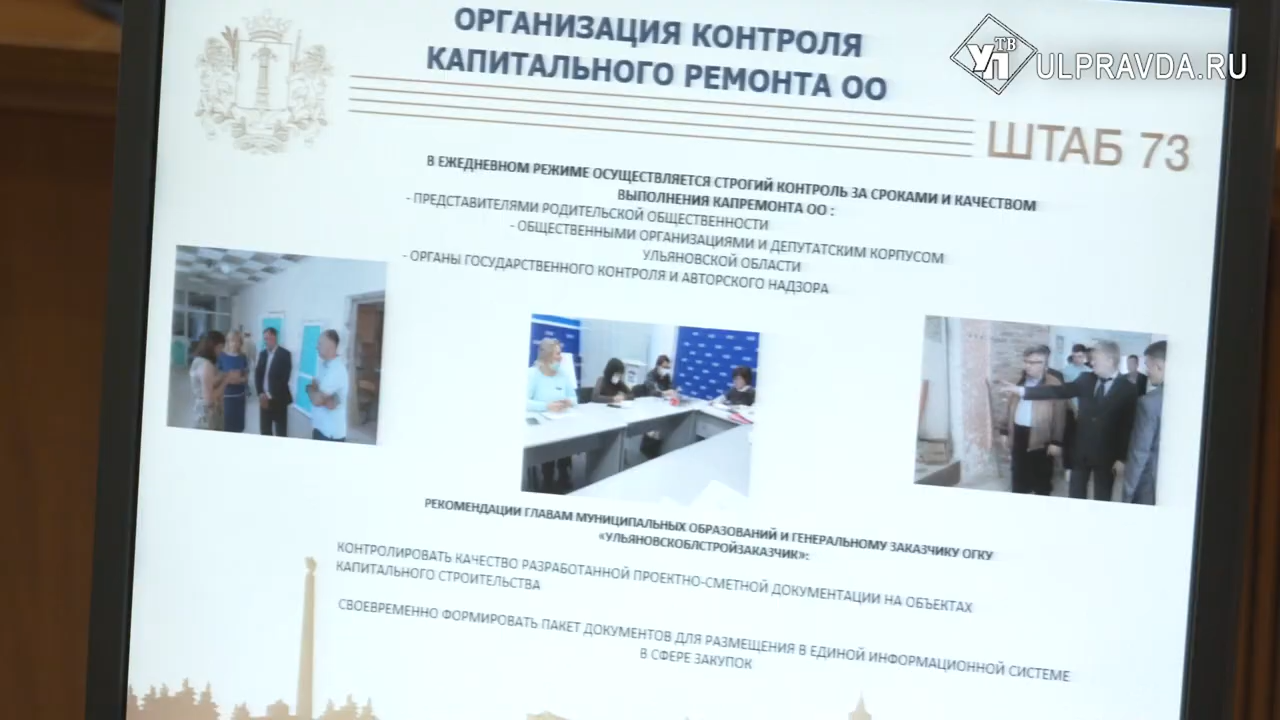 ОРГАНИЗАЦИЯ КОНТРОЛЯ
КАПИТАЛЬНОГО РЕМОНТА ОО
УП ТВ
ULPRAVDA.RU
ШТАБ 73
В ЕЖЕДНЕВНОМ РЕЖИМЕ ОСУЩЕСТВЛЯЕТСЯ СТРОГИЙ КОНТРОЛЬ ЗА СРОКАМИ И КАЧЕСТВОМ
ВЫПОЛНЕНИЯ КАПРЕМОНТА ОО :
- ПРЕДСТАВИТЕЛЯМИ РОДИТЕЛЬСКОЙ ОБЩЕСТВЕННОСТИ
- ОБЩЕСТВЕННЫМИ ОРГАНИЗАЦИЯМИ И ДЕПУТАТСКИМ КОРПУСОМ
УЛЬЯНОВСКОЙ ОБЛАСТИ
- ОРГАНЫ ГОСУДАРСТВЕННОГО КОНТРОЛЯ И АВТОРСКОГО НАДЗОРА
РЕКОМЕНДАЦИИ ГЛАВАМ МУНИЦИПАЛЬНЫХ ОБРАЗОВАНИЙ И ГЕНЕРАЛЬНОМУ ЗАКАЗЧИКУ ОГКУ
«УЛЬЯНОВСКОБЛСТРОЙЗАКАЗЧИК»:
КОНТРОЛИРОВАТЬ КАЧЕСТВО РАЗРАБОТАННОЙ ПРОЕКТНО-СМЕТНОЙ ДОКУМЕНТАЦИИ НА ОБЪЕКТАХ
КАПИТАЛЬНОГО СТРОИТЕЛЬСТВА
СВОЕВРЕМЕННО ФОРМИРОВАТЬ ПАКЕТ ДОКУМЕНТОВ ДЛЯ РАЗМЕЩЕНИЯ В ЕДИНОЙ ИНФОРМАЦИОННОЙ СИСТЕМЕ
В СФЕРЕ ЗАКУПОК